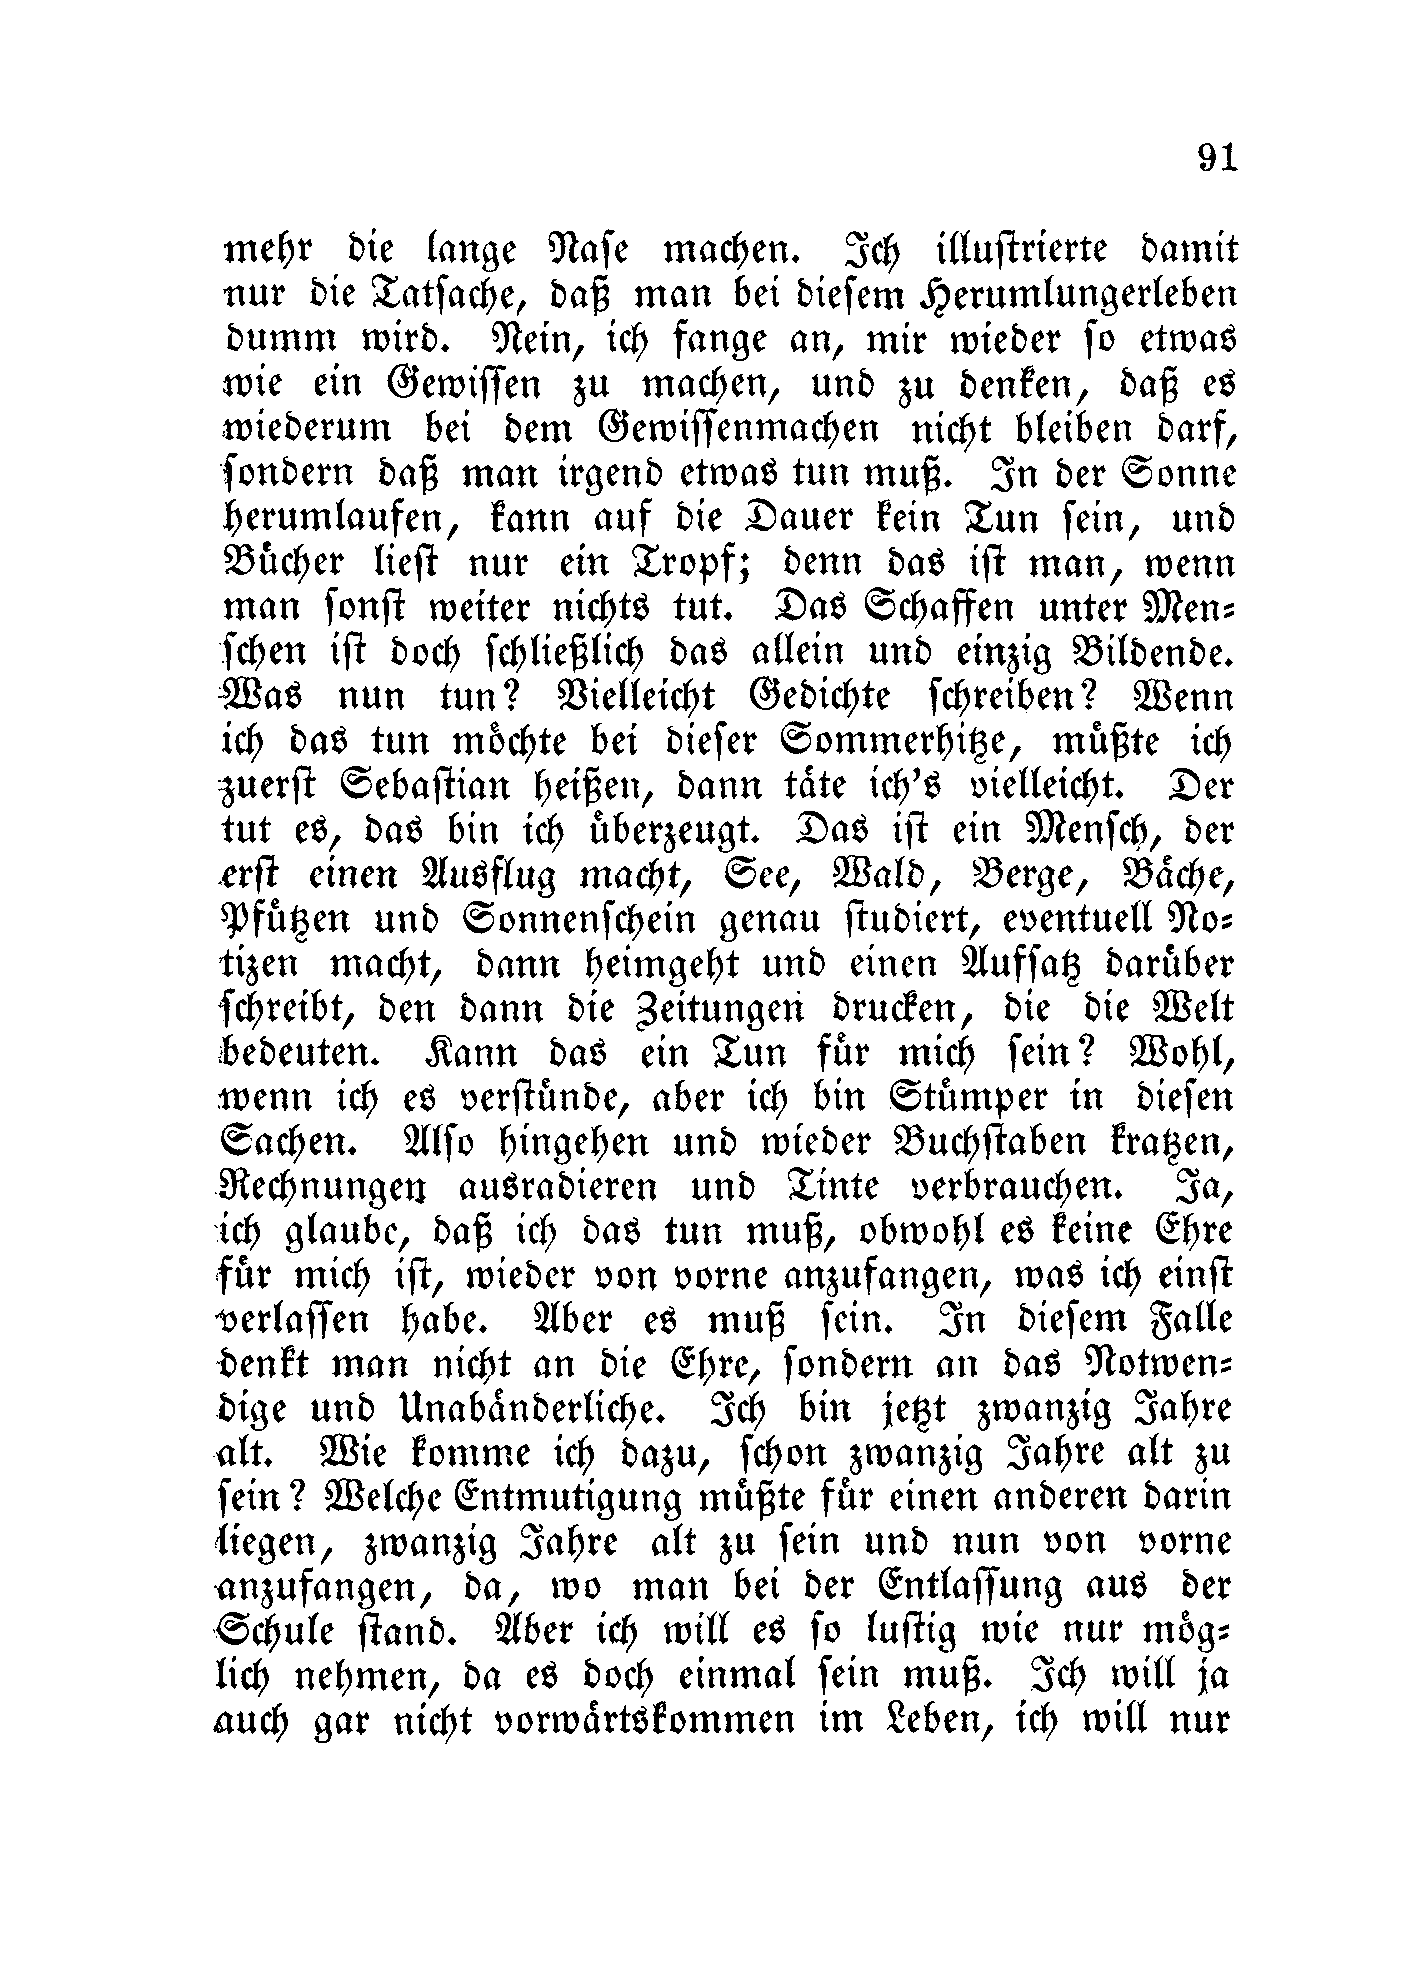 91
mehr die lange Nase machen. Ich illustrierte damit
nur die Tatsache, daß man bei diesem Herumlungerleben
dumm wird. Nein, ich fange an, mir wieder so etwas
wie ein Gewissen zu machen, und zu denken, daß es
wiederum bei dem Gewissenmachen nicht bleiben darf,
sondern daß man irgend etwas tun muß. In der Sonne
herumlaufen, kann auf die Dauer kein Tun sein, und
Bücher liest nur ein Tropf; denn das ist man, wenn
man sonst weiter nichts tut. Das Schaffen unter Men-
schen ist doch schließlich das allein und einzig Bildende.
Was nun tun? Vielleicht Gedichte schreiben? Wenn
ich das tun möchte bei dieser Sommerhitze, müßte ich
zuerst Sebastian heißen, dann täte ich's vielleicht. Der
tut es, das bin ich überzeugt. Das ist ein Mensch, der
erst einen Ausflug macht, See, Wald, Berge, Bäche,
Pfützen und Sonnenschein genau studiert, eventuell No-
tizen macht, dann heimgeht und einen Aufsatz darüber
schreibt, den dann die Zeitungen drucken, die die Welt
bedeuten. Kann das ein Tun für mich sein? Wohl,
wenn ich es verstünde, aber ich bin Stümper in diesen
Sachen. Also hingehen und wieder Buchstaben kratzen,
Rechnungen ausradieren und Tinte verbrauchen. Ja,
ich glaube, daß ich das tun muß, obwohl es keine Ehre
für mich ist, wieder von vorne anzufangen, was ich einst
verlassen habe. Aber es muß sein. In diesem Falle
denkt man nicht an die Ehre, sondern an das Notwen-
dige und Unabänderliche. Ich bin jetzt zwanzig Jahre
alt. Wie komme ich dazu, schon zwanzig Jahre alt zu
sein? Welche Entmutigung müßte für einen anderen darin
liegen, zwanzig Jahre alt zu sein und nun von vorne
anzufangen, da, wo man bei der Entlassung aus der
Schule stand. Aber ich will es so lustig wie nur mög-
lich nehmen, da es doch einmal sein muß. Ich will ja
auch gar nicht vorwärtskommen im Leben, ich will nur